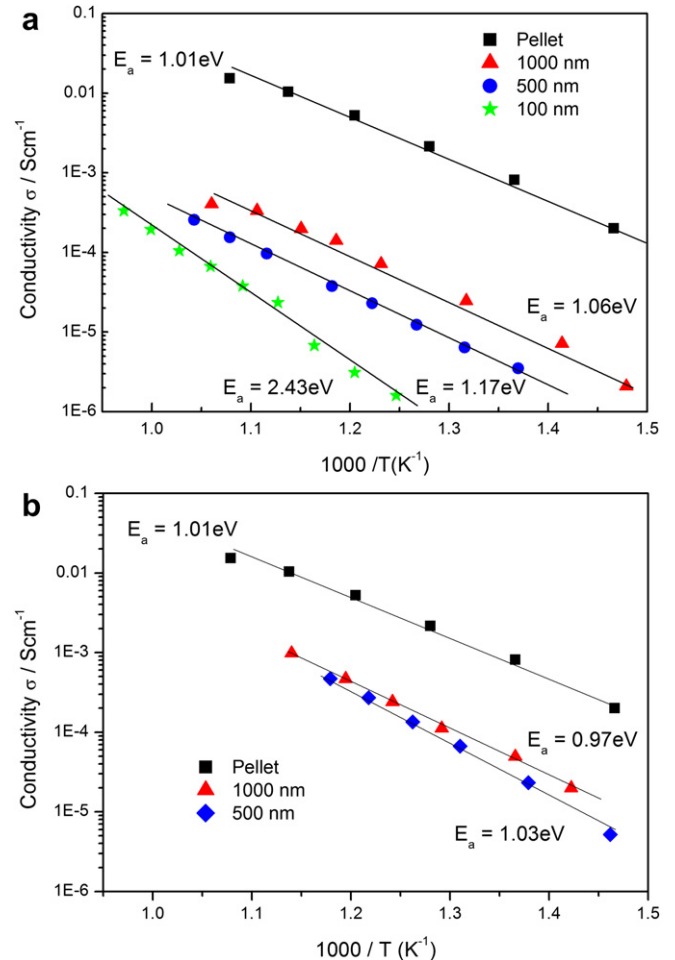 a
0.1
0.01
1E-3
1E-4
1E-5
1E-6
Conductivity σ / Scm⁻¹
Eₐ = 1.01eV
Pellet
1000 nm
500 nm
100 nm
Eₐ = 1.06eV
Eₐ = 2.43eV
Eₐ = 1.17eV
1.0 1.1 1.2 1.3 1.4 1.5
1000 /T(K⁻¹)
b
0.1
0.01
1E-3
1E-4
1E-5
1E-6
Conductivity σ / Scm⁻¹
Eₐ = 1.01eV
Eₐ = 0.97eV
Pellet
1000 nm
500 nm
Eₐ = 1.03eV
1.0 1.1 1.2 1.3 1.4 1.5
1000 / T (K⁻¹)